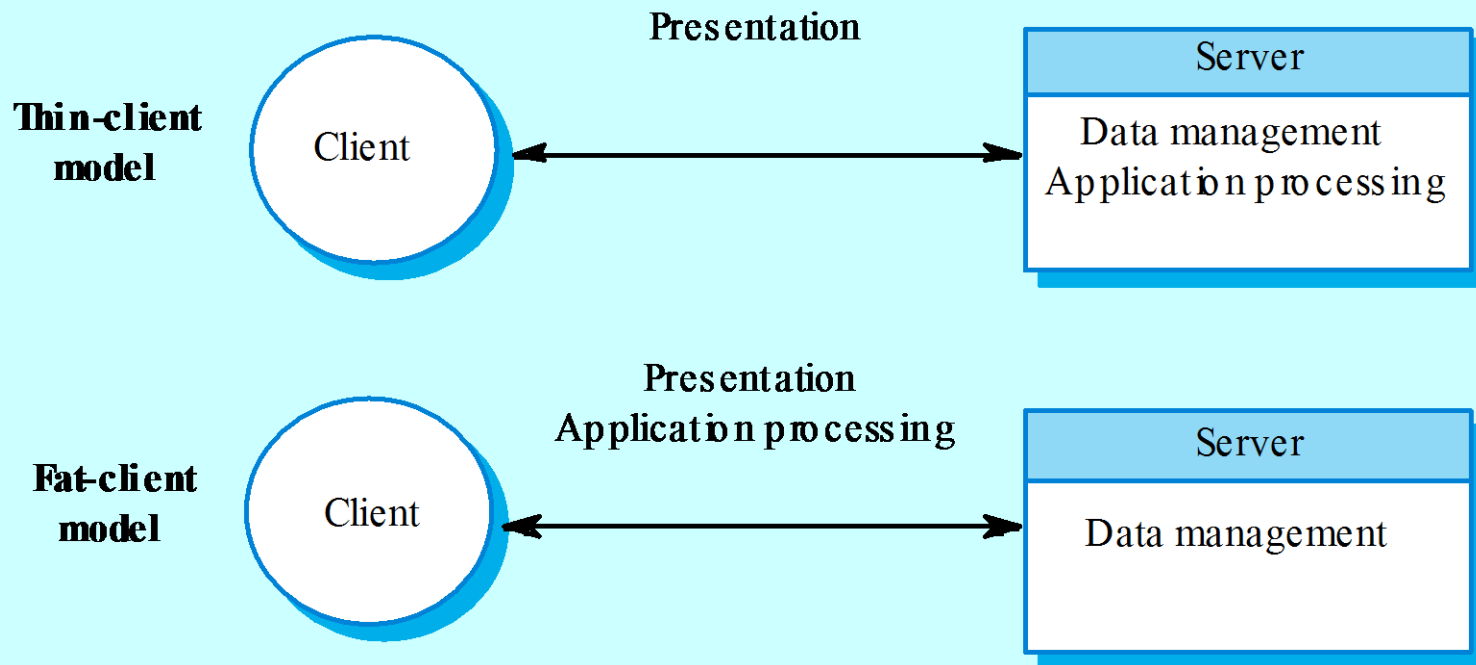 Presentation
Thin-client
model
Client
Server
Data management
Application processing
Presentation
Application processing
Fat-client
model
Client
Server
Data management